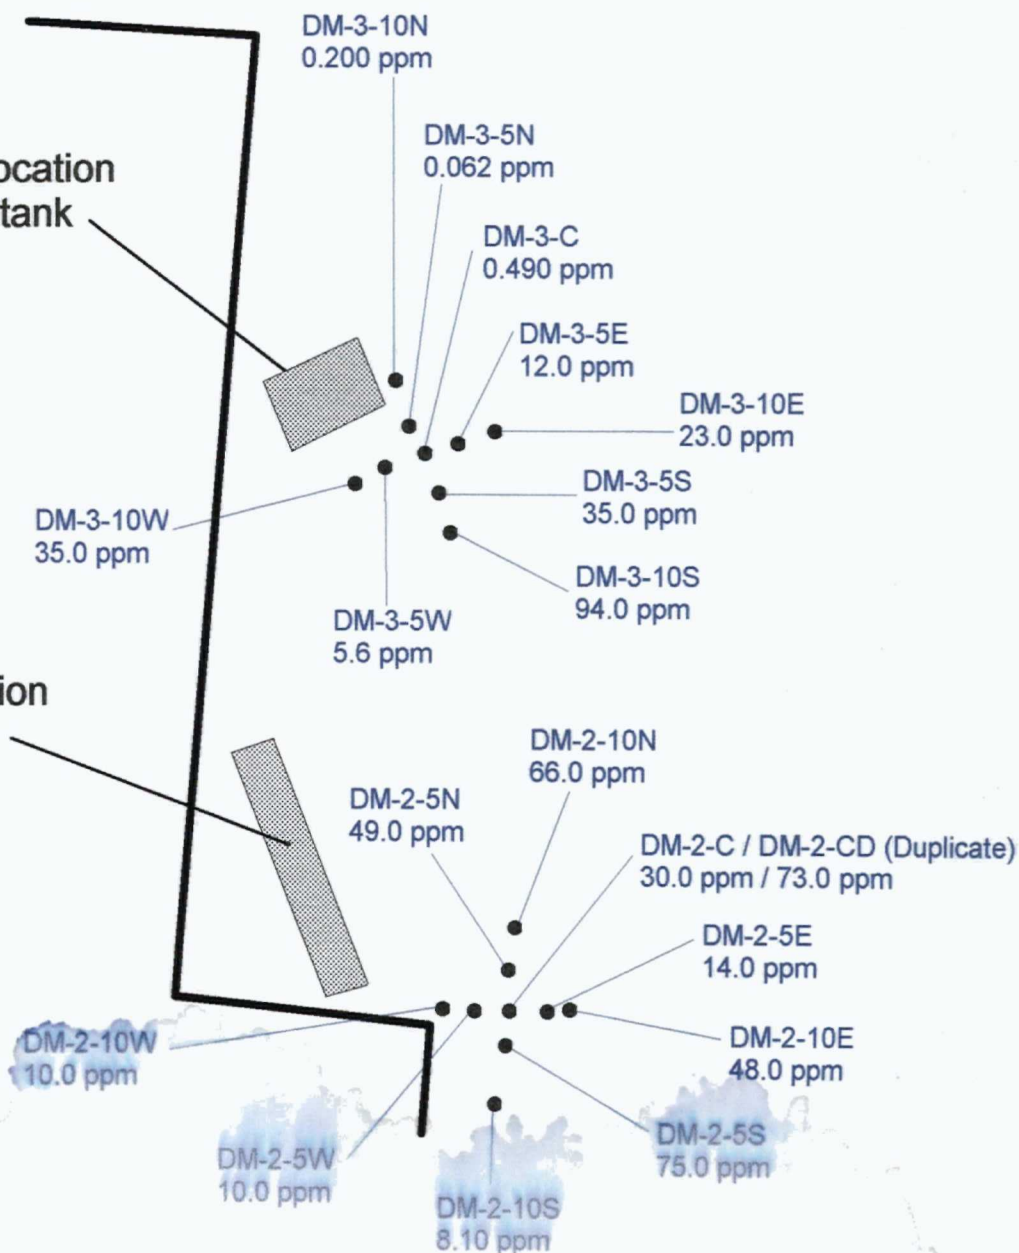 DM-3-10N
0.200 ppm
DM-3-5N
0.062 ppm
ocation
tank
DM-3-C
0.490 ppm
DM-3-5E
12.0 ppm
DM-3-10E
23.0 ppm
DM-3-5S
35.0 ppm
DM-3-10W
35.0 ppm
DM-3-10S
94.0 ppm
DM-3-5W
5.6 ppm
ion
DM-2-10N
66.0 ppm
DM-2-5N
49.0 ppm
DM-2-C / DM-2-CD (Duplicate)
30.0 ppm / 73.0 ppm
DM-2-5E
14.0 ppm
DM-2-10W
10.0 ppm
DM-2-10E
48.0 ppm
DM-2-5S
75.0 ppm
DM-2-5W
10.0 ppm
DM-2-10S
8.10 ppm